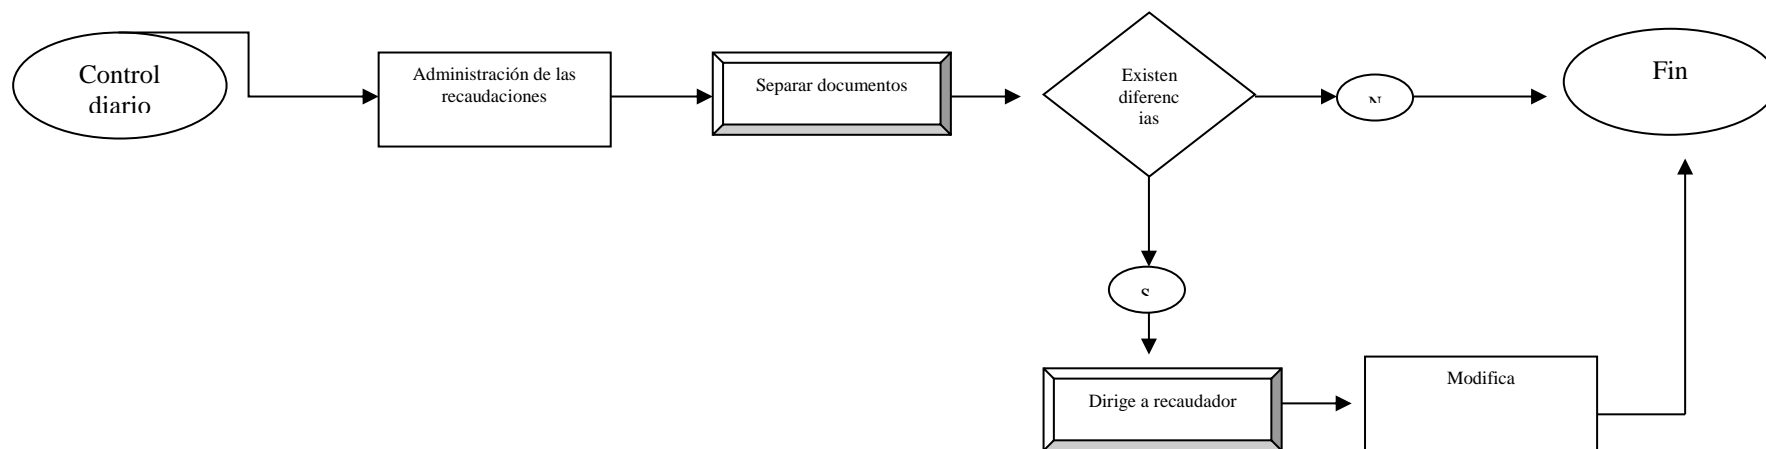 Control
diario
Administración de las
recaudaciones
Separar documentos
Existen
diferenc
ias
N
Fin
S
Dirige a recaudador
Modifica